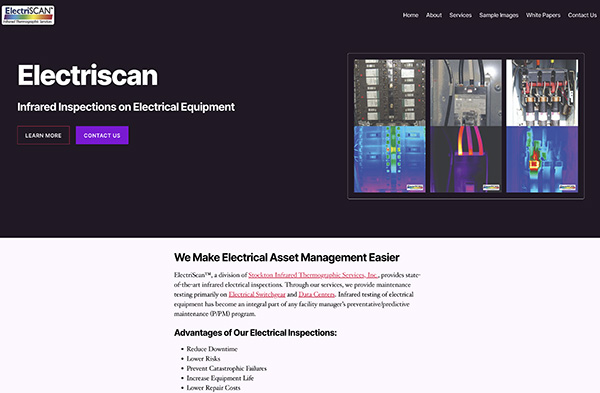 ElectriSCAN™
Infrared Thermographic Services
Home About Services Sample Images White Papers Contact Us
Electriscan
Infrared Inspections on Electrical Equipment
LEARN MORE CONTACT US
We Make Electrical Asset Management Easier
ElectriScan™, a division of Stockton Infrared Thermographic Services, Inc., provides state-
of-the-art infrared electrical inspections. Through our services, we provide maintenance
testing primarily on Electrical Switchgear and Data Centers. Infrared testing of electrical
equipment has become an integral part of any facility manager's preventative/predictive
maintenance (P/PM) program.
Advantages of Our Electrical Inspections:
• Reduce Downtime
• Lower Risks
• Prevent Catastrophic Failures
• Increase Equipment Life
• Lower Repair Costs